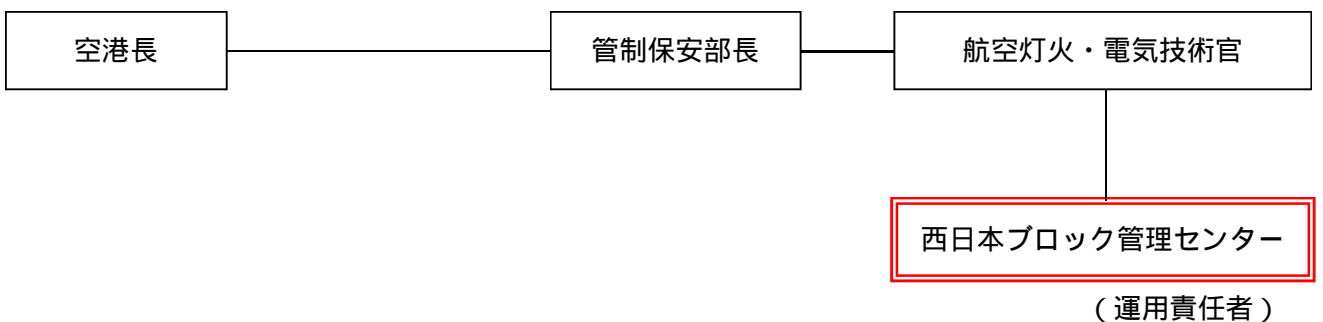 空港長
管制保安部長
航空灯火・電気技術官
西日本ブロック管理センター
（運用責任者）